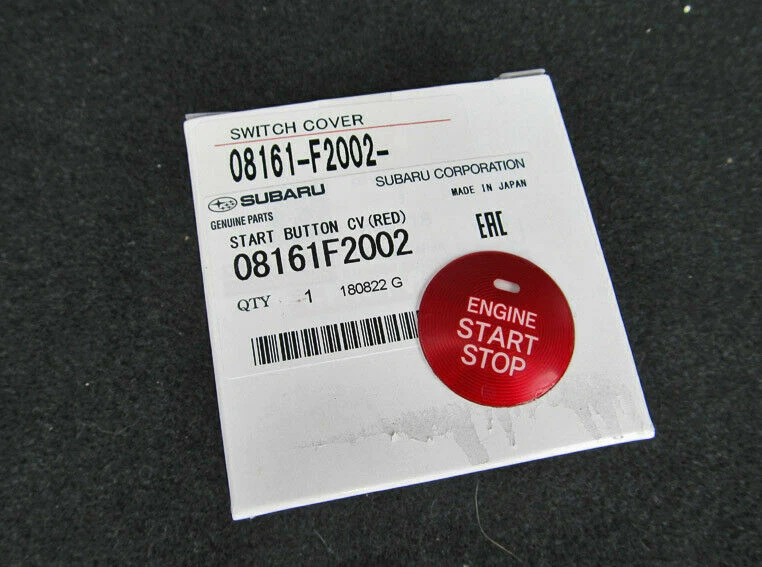 SWITCH COVER
08161-F2002-
SUBARU
SUBARU CORPORATION
GENUINE PARTS
MADE IN JAPAN
START BUTTON CV(RED)
EAC
08161F2002
QTY 1 180822 G
ENGINE
START
STOP